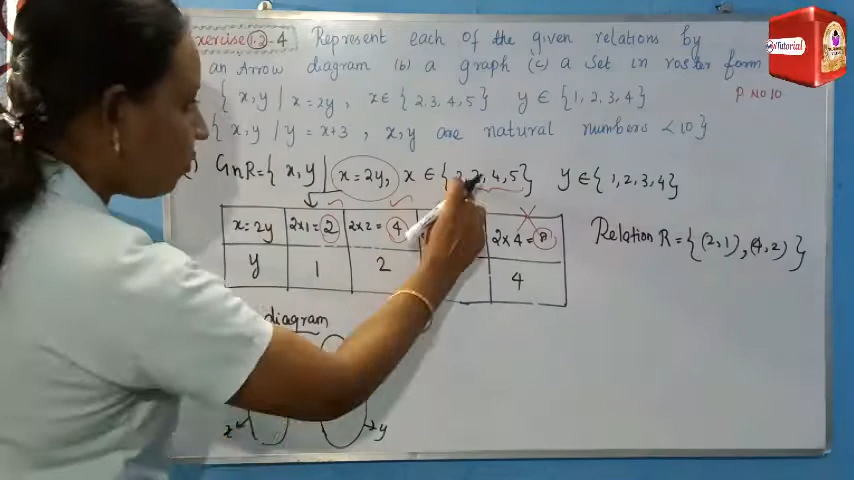 Exercise 1.2 - 4 Represent each of the given relations by
an Arrow diagram (b) a graph (c) a set in roster form
{ x,y | x = 2y, x ∈ { 2,3,4,5 } y ∈ { 1,2,3,4 } P.NO 10
{ x,y | y = x+3, x,y are natural numbers < 10 }
GnR = { x,y | x = 2y, x ∈ { 2,3,4,5 } y ∈ { 1,2,3,4 }
x=2y 2x1=2 2x2=4 2x4=8
y 1 2 4
Relation R = { (2,1), (4,2) }
diagram
x y
Tutorial